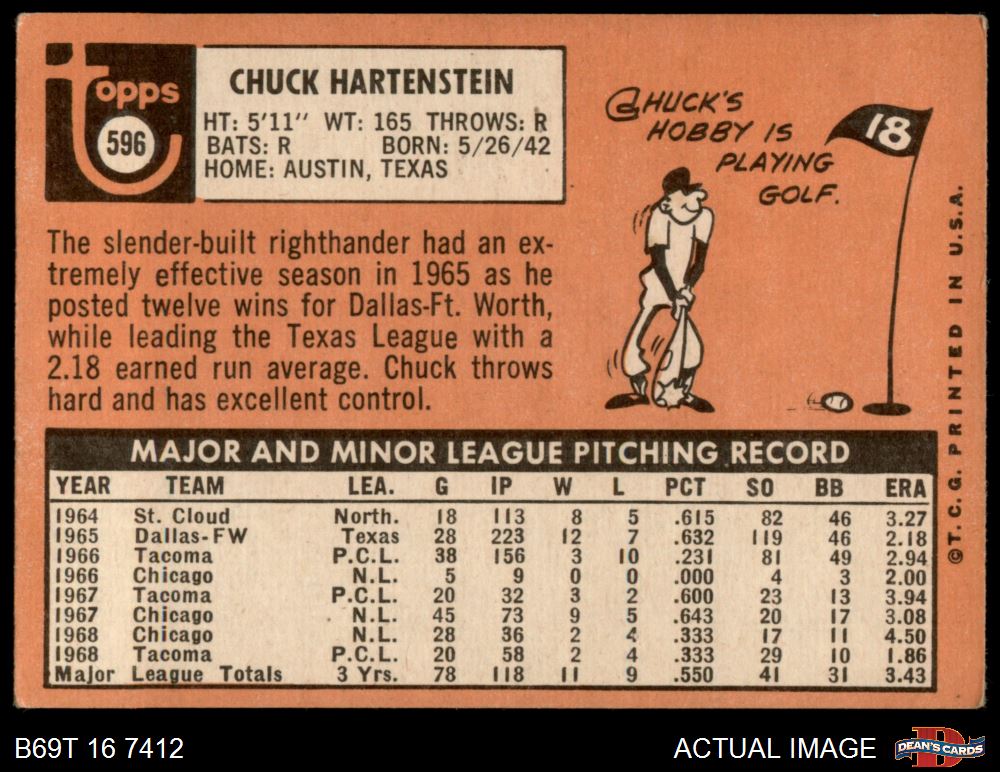 Topps
596
CHUCK HARTENSTEIN
HT: 5'11" WT: 165 THROWS: R
BATS: R BORN: 5/26/42
HOME: AUSTIN, TEXAS
The slender-built righthander had an ex-
tremely effective season in 1965 as he
posted twelve wins for Dallas-Ft. Worth,
while leading the Texas League with a
2.18 earned run average. Chuck throws
hard and has excellent control.
CHUCK'S
HOBBY IS
PLAYING
GOLF.
18
MAJOR AND MINOR LEAGUE PITCHING RECORD
YEAR TEAM LEA. G IP W L PCT SO BB ERA
1964 St. Cloud North. 18 113 8 5 .615 82 46 3.27
1965 Dallas-FW Texas 28 223 12 7 .632 119 46 2.18
1966 Tacoma P.C.L. 38 156 3 10 .231 81 49 2.94
1966 Chicago N.L. 5 9 0 0 .000 4 3 2.00
1967 Tacoma P.C.L. 20 32 3 2 .600 23 13 3.94
1967 Chicago N.L. 45 73 9 5 .643 20 17 3.08
1968 Chicago N.L. 28 36 2 4 .333 17 11 4.50
1968 Tacoma P.C.L. 20 58 2 4 .333 29 10 1.86
Major League Totals 3 Yrs. 78 118 11 9 .550 41 31 3.43
©T.C.G. PRINTED IN U.S.A.
B69T 16 7412
ACTUAL IMAGE
DEAN'S CARDS